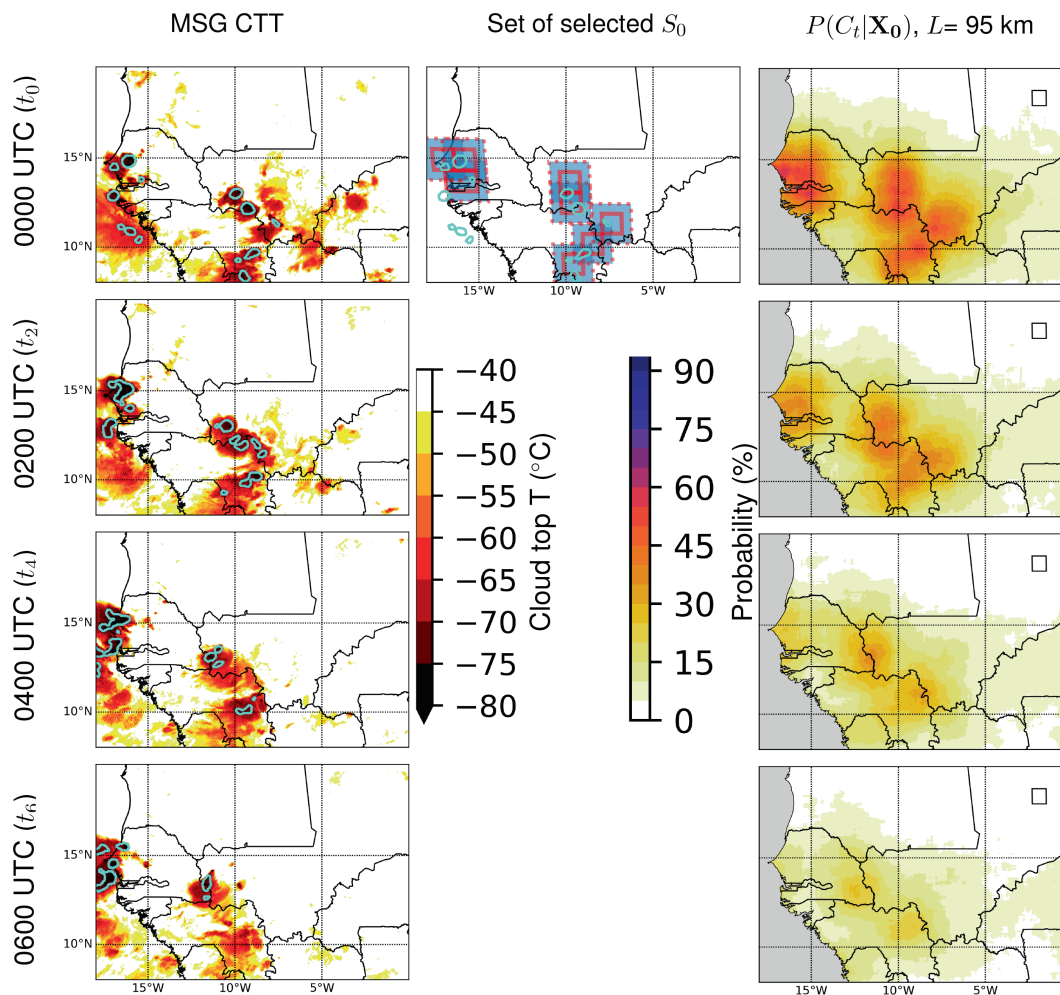 MSG CTT
Set of selected S₀
P(Cₜ|X₀), L= 95 km
0000 UTC (t₀)
15°N
10°N
15°W
10°W
5°W
0200 UTC (t₂)
15°N
10°N
−40
−45
−50
−55
−60
−65
−70
−75
−80
Cloud top T (°C)
90
75
60
45
30
15
0
Probability (%)
0400 UTC (t₄)
15°N
10°N
0600 UTC (t₆)
15°N
10°N
15°W
10°W
5°W
15°W
10°W
5°W